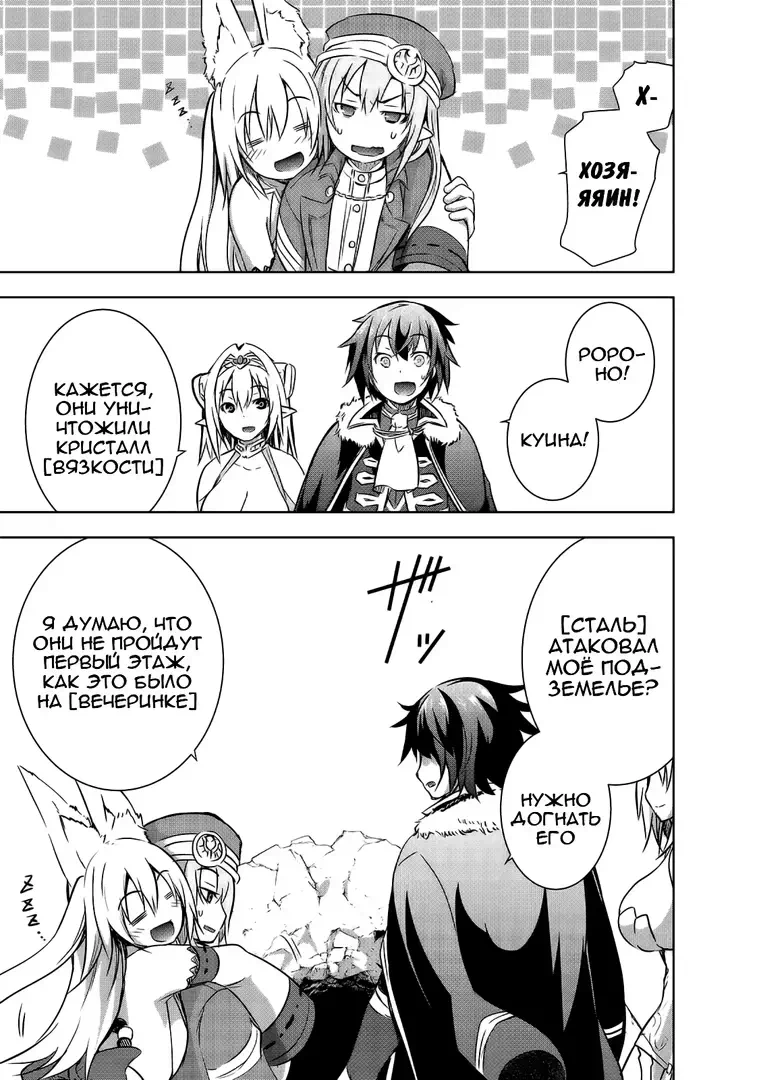 Х-
ХОЗЯ-
ЯЯИН!
РОРО-
НО!
КУИНА!
КАЖЕТСЯ,
ОНИ УНИ-
ЧТОЖИЛИ
КРИСТАЛЛ
[ВЯЗКОСТИ]
[СТАЛЬ]
АТАКОВАЛ
МОЁ ПОД-
ЗЕМЕЛЬЕ?
НУЖНО
ДОГНАТЬ
ЕГО
Я ДУМАЮ, ЧТО
ОНИ НЕ ПРОЙДУТ
ПЕРВЫЙ ЭТАЖ,
КАК ЭТО БЫЛО
НА [ВЕЧЕРИНКЕ]